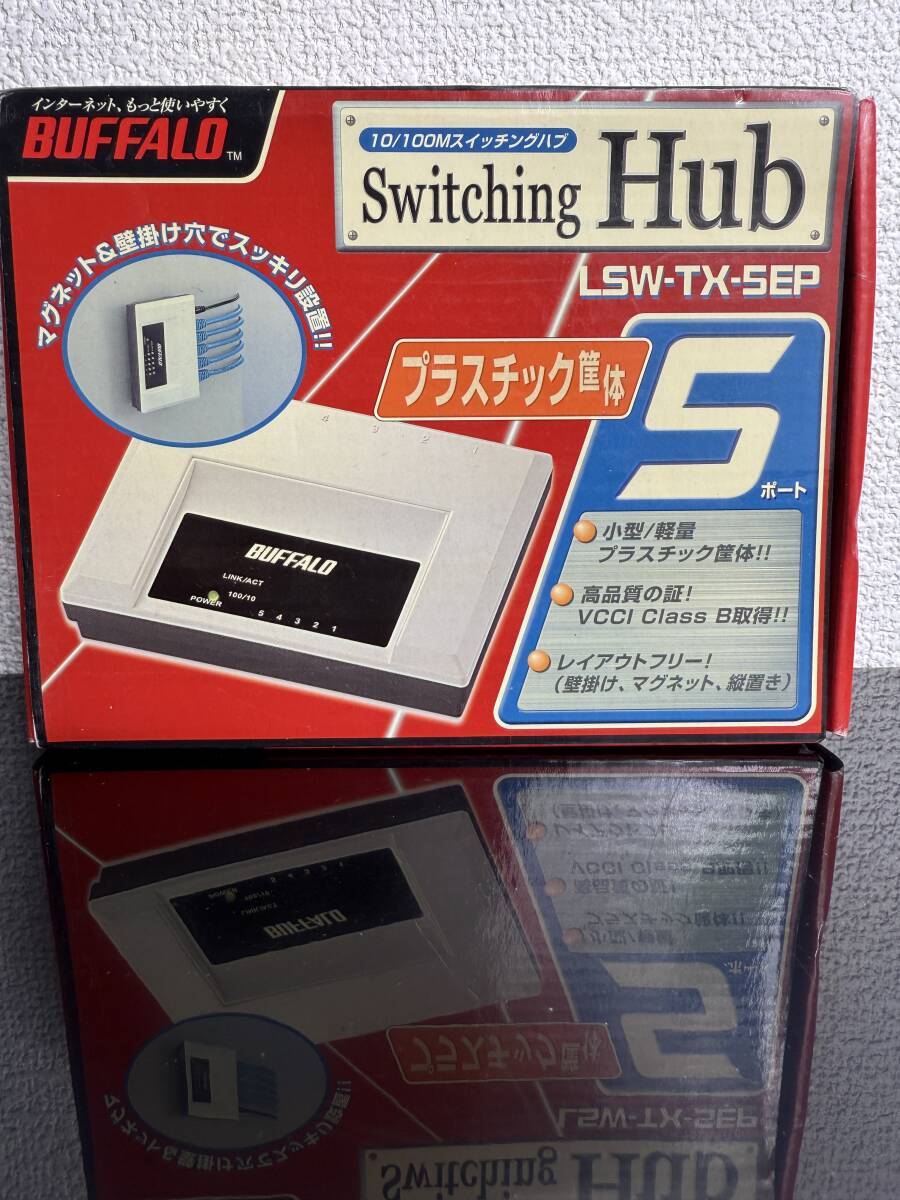 インターネット、もっと使いやすく
BUFFALO™
10/100Mスイッチングハブ
Switching Hub
LSW-TX-5EP
マグネット&壁掛け穴でスッキリ設置!!
プラスチック筐体
5
ポート
小型/軽量
プラスチック筐体!!
高品質の証!
VCCI Class B取得!!
レイアウトフリー!
(壁掛け、マグネット、縦置き)
4 3 2 1
BUFFALO
LINK/ACT
100/10
POWER
5 4 3 2 1